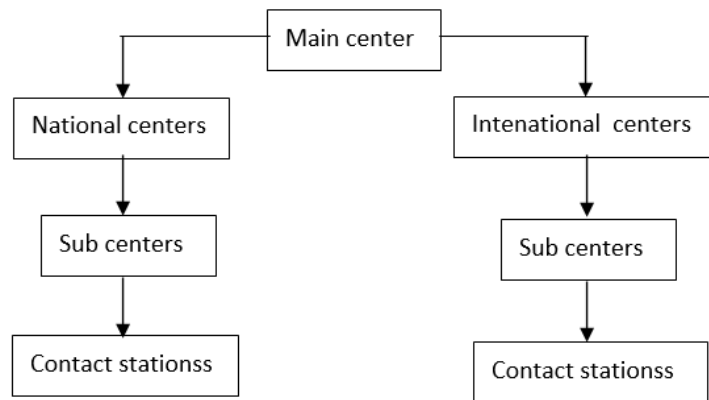 Main center
National centers
Intenational centers
Sub centers
Sub centers
Contact stationss
Contact stationss